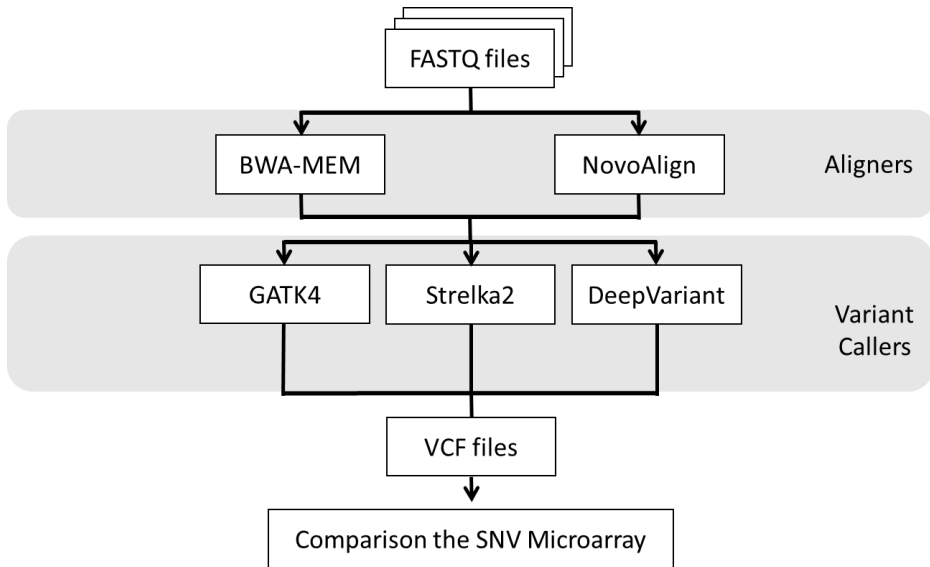 FASTQ files
BWA-MEM
NovoAlign
Aligners
GATK4
Strelka2
DeepVariant
Variant
Callers
VCF files
Comparison the SNV Microarray